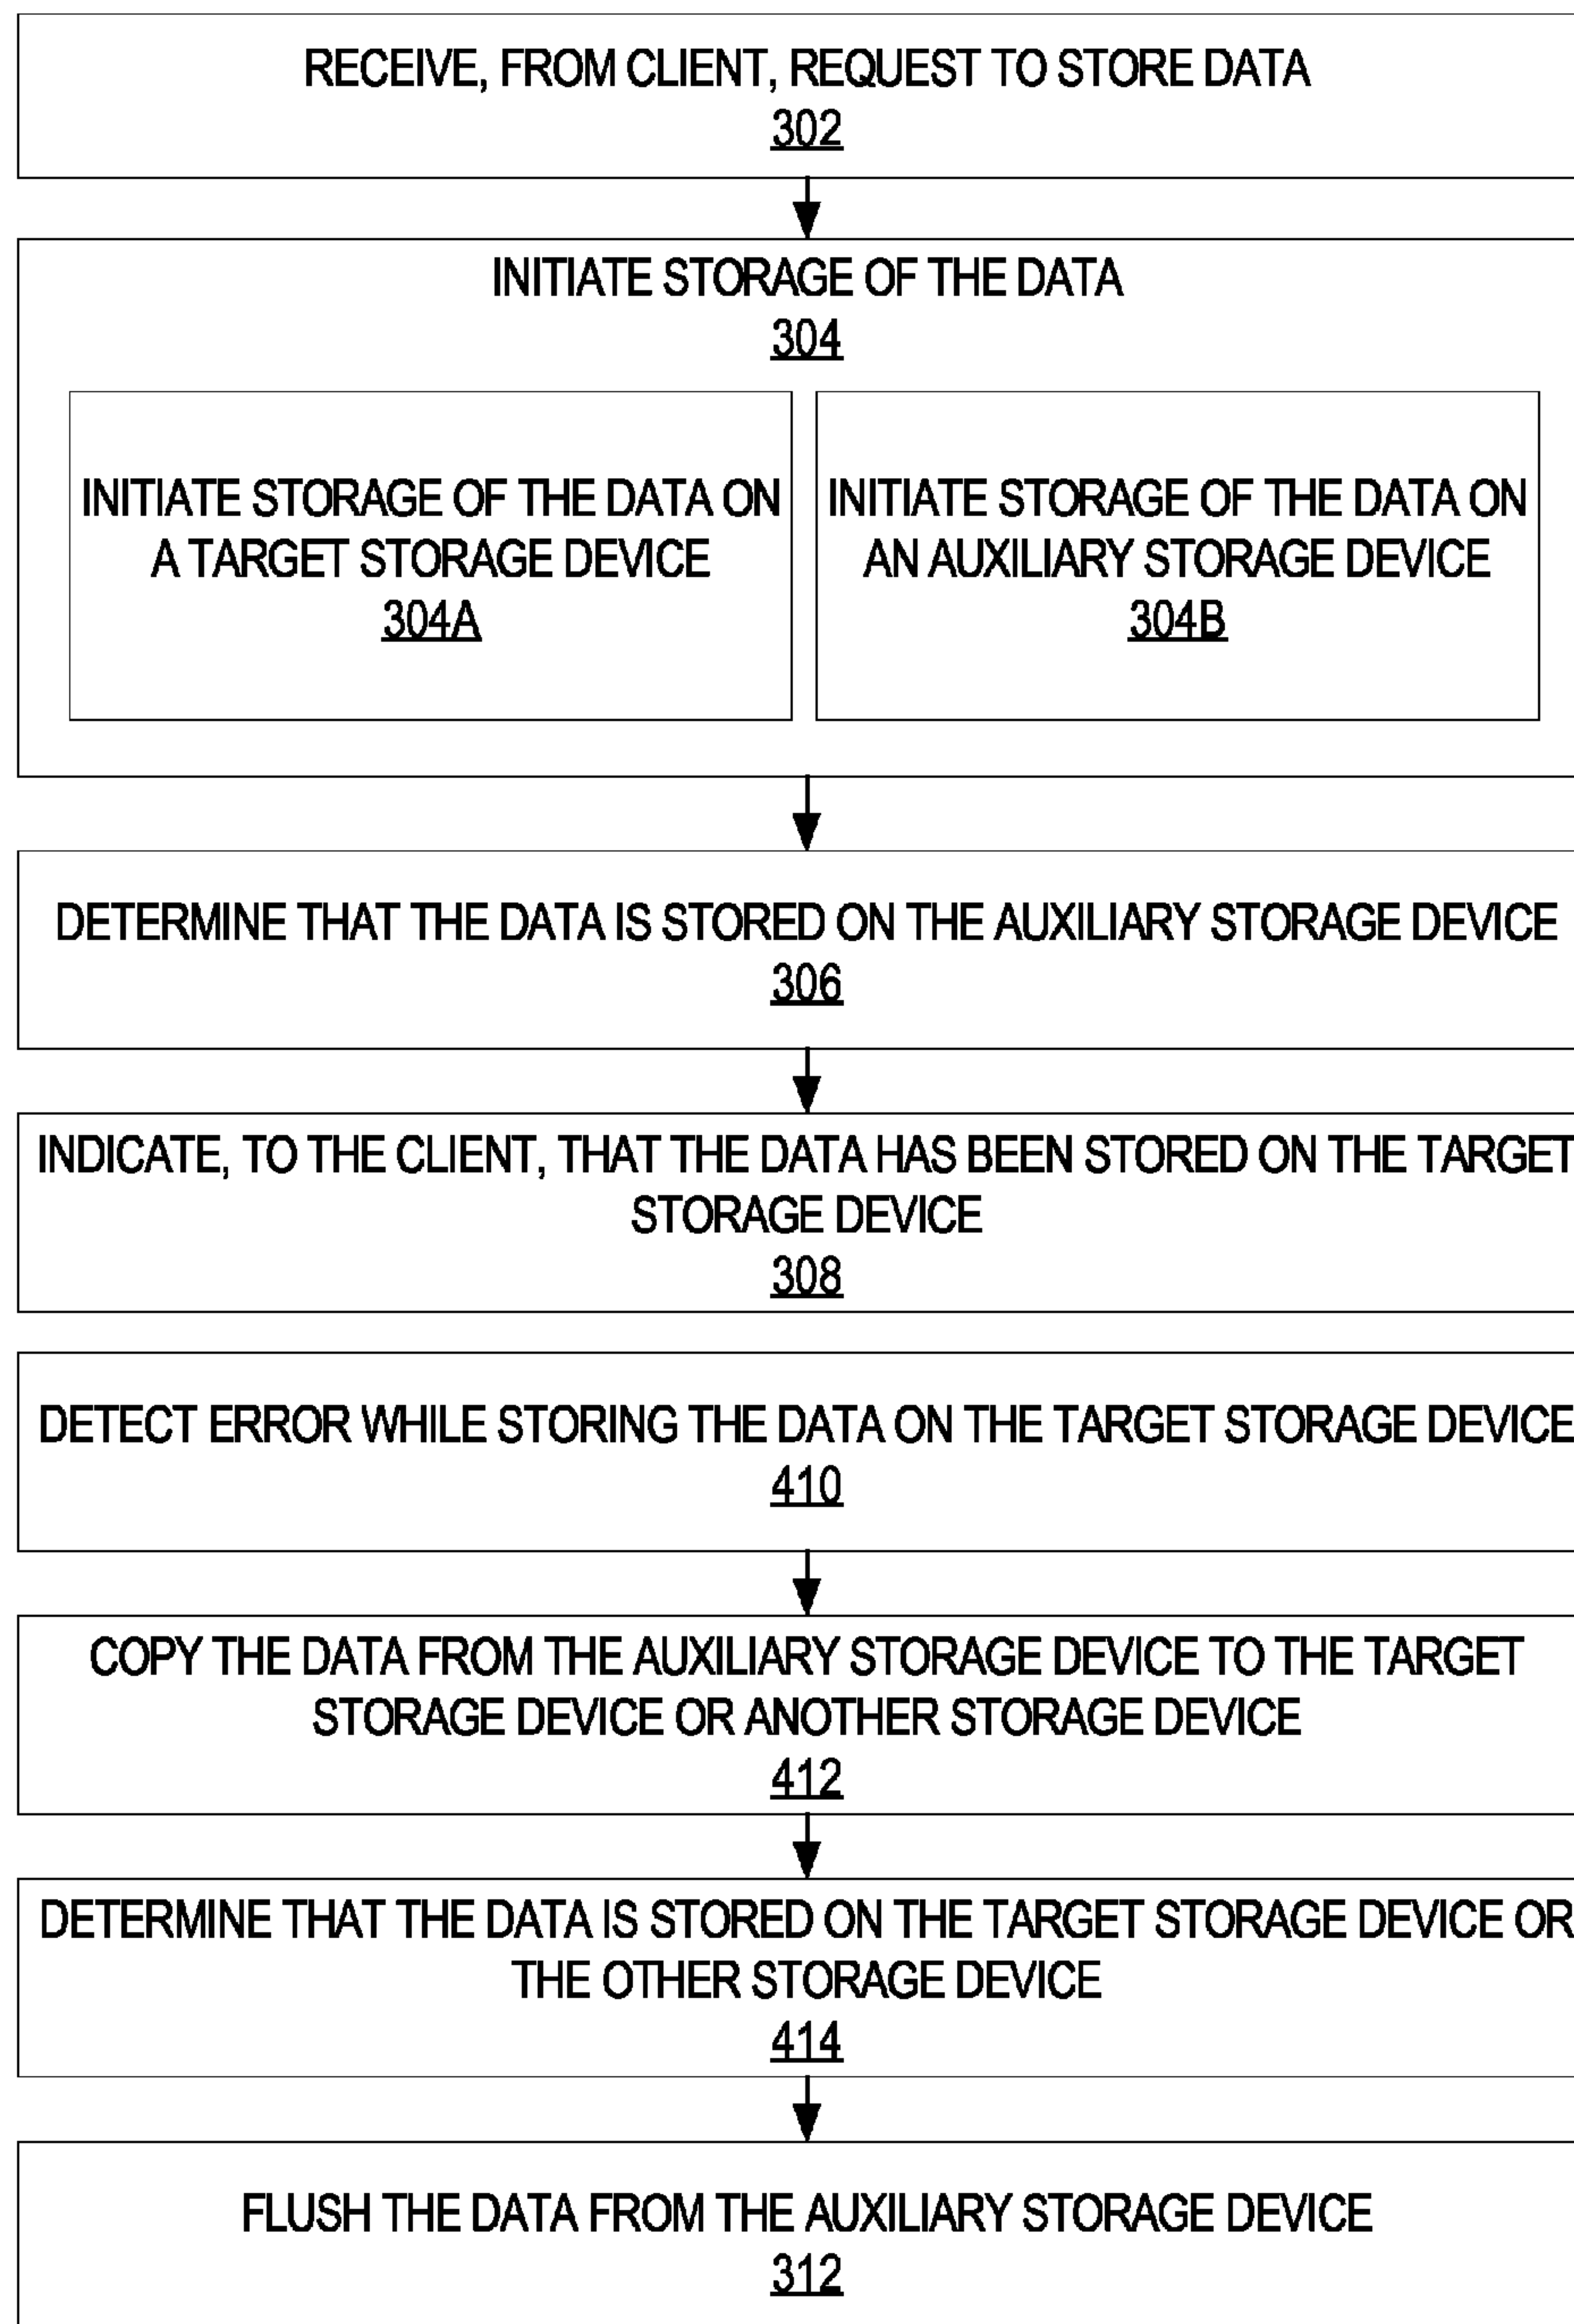 RECEIVE, FROM CLIENT, REQUEST TO STORE DATA
302
INITIATE STORAGE OF THE DATA
304
INITIATE STORAGE OF THE DATA ON
A TARGET STORAGE DEVICE
304A
INITIATE STORAGE OF THE DATA ON
AN AUXILIARY STORAGE DEVICE
304B
DETERMINE THAT THE DATA IS STORED ON THE AUXILIARY STORAGE DEVICE
306
INDICATE, TO THE CLIENT, THAT THE DATA HAS BEEN STORED ON THE TARGET
STORAGE DEVICE
308
DETECT ERROR WHILE STORING THE DATA ON THE TARGET STORAGE DEVICE
410
COPY THE DATA FROM THE AUXILIARY STORAGE DEVICE TO THE TARGET
STORAGE DEVICE OR ANOTHER STORAGE DEVICE
412
DETERMINE THAT THE DATA IS STORED ON THE TARGET STORAGE DEVICE OR
THE OTHER STORAGE DEVICE
414
FLUSH THE DATA FROM THE AUXILIARY STORAGE DEVICE
312